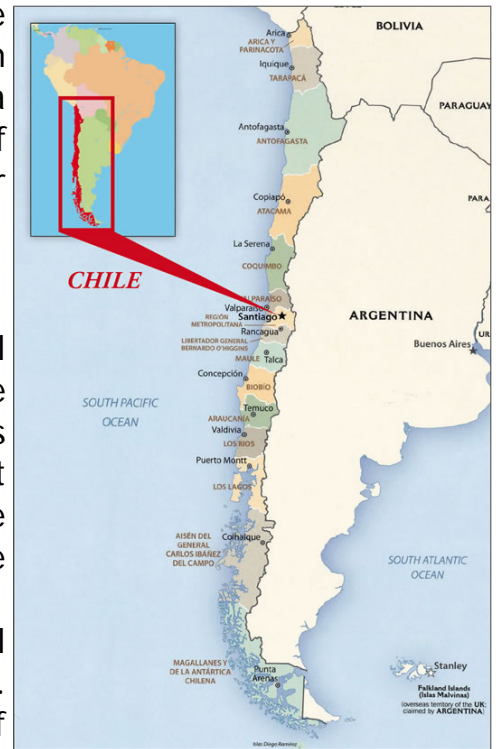 e
n
a
f
r
l
e
s
t
e
e
l
.
f
CHILE
BOLIVIA
PARAGUAY
PARA
ARGENTINA
Buenos Aires
UR
Arica
ARICA Y
PARINACOTA
Iquique
TARAPACÁ
Antofagasta
ANTOFAGASTA
Copiapó
ATACAMA
La Serena
COQUIMBO
VALPARAÍSO
Valparaíso
Santiago
REGIÓN
METROPOLITANA
Rancagua
LIBERTADOR GENERAL
BERNARDO O'HIGGINS
MAULE
Talca
Concepción
BIOBÍO
Temuco
ARAUCANÍA
Valdivia
LOS RIOS
Puerto Montt
LOS LAGOS
AISÉN DEL
GENERAL
CARLOS IBAÑEZ
DEL CAMPO
Coihaique
MAGALLANES Y
DE LA ANTÁRTICA
CHILENA
Punta
Arenas
SOUTH PACIFIC
OCEAN
SOUTH ATLANTIC
OCEAN
Stanley
Falkland Islands
(Islas Malvinas)
(overseas territory of the UK;
claimed by ARGENTINA)
Islas Diego Ramírez